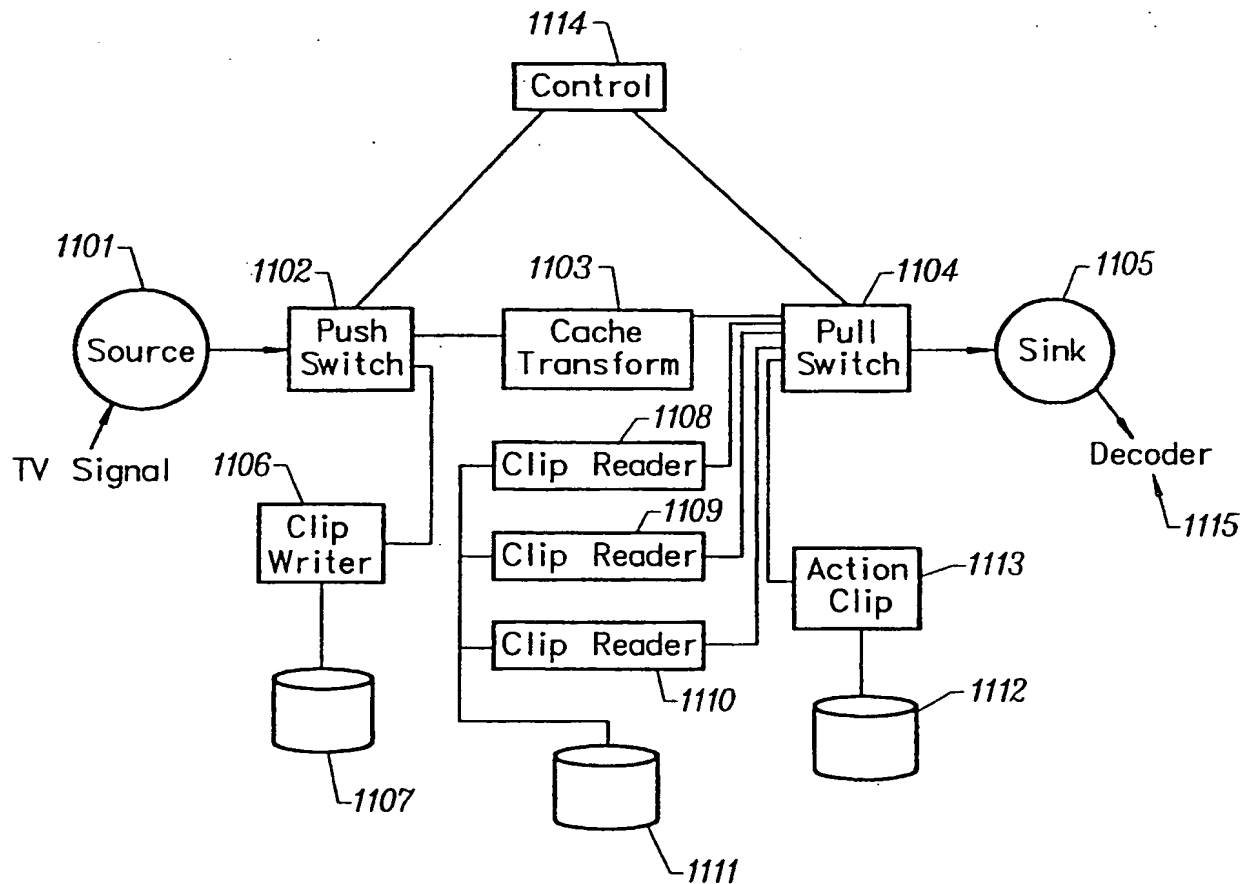 1114
Control
1101
1102
1103
1104
1105
Source
Push
Switch
Cache
Transform
Pull
Switch
Sink
TV Signal
Decoder
1115
1106
Clip
Writer
1107
1108
Clip Reader
1109
Clip Reader
Clip Reader
1110
1111
Action
Clip
1113
1112